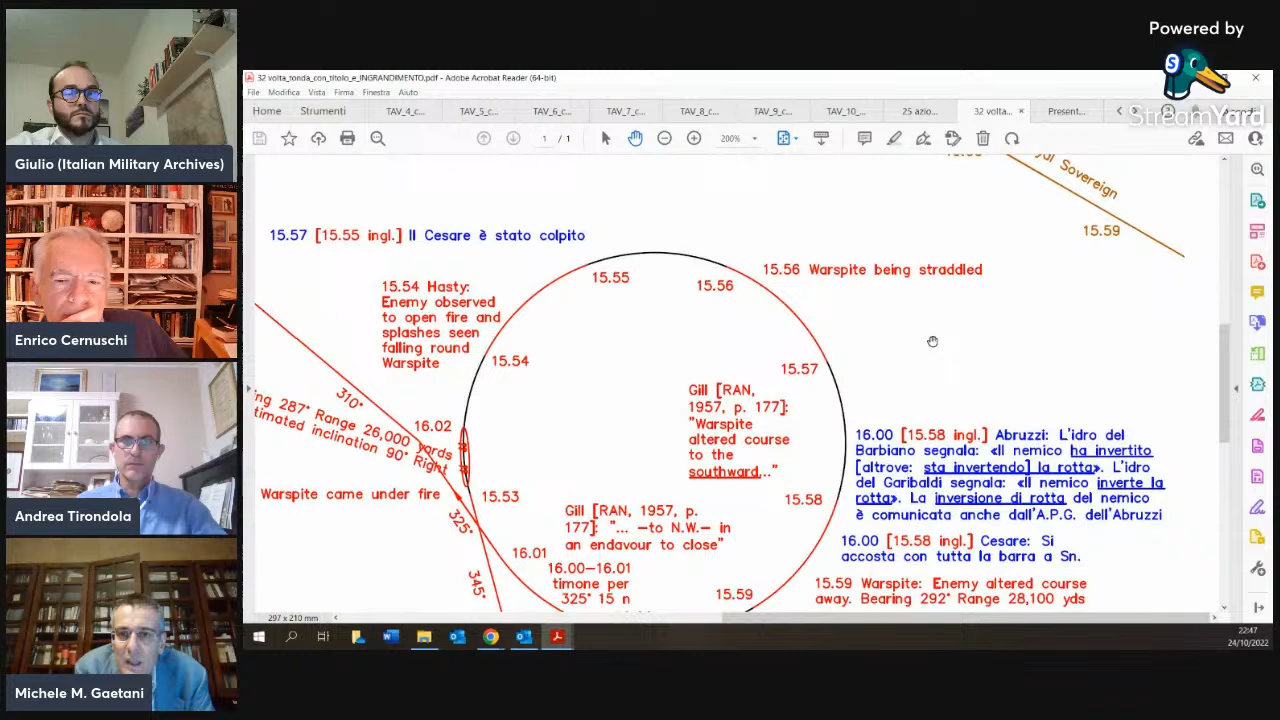 Powered by
StreamYard
Giulio (Italian Military Archives)
Enrico Cernuschi
Andrea Tirondola
Michele M. Gaetani
32 volta_tonda_con_titolo_e_INGRANDIMENTO.pdf - Adobe Acrobat Reader (64-bit)
File Modifica Vista Firma Finestra Aiuto
Home Strumenti TAV_4_c... TAV_5_c... TAV_6_c... TAV_7_c... TAV_8_c... TAV_9_c... TAV_10_... 25 azio... 32 volta... × Present...
1 / 1 200%
Sovereign
15.59
15.57 [15.55 ingl.] Il Cesare è stato colpito
15.55
15.56
15.56 Warspite being straddled
15.54 Hasty:
Enemy observed
to open fire and
splashes seen
falling round
Warspite
15.54
15.57
310°
287° Range 26,000 yards
inclination 90° Right
16.02
Warspite came under fire
15.53
325°
345°
Gill [RAN,
1957, p. 177]:
"Warspite
altered course
to the
southward..."
15.58
Gill [RAN, 1957, p.
177]: "... –to N.W.– in
an endavour to close"
16.01
16.00–16.01
timone per
325° 15 n
15.59
16.00 [15.58 ingl.] Abruzzi: L'idro del
Barbiano segnala: «Il nemico ha invertito
[altrove: sta invertendo] la rotta». L'idro
del Garibaldi segnala: «Il nemico inverte la
rotta». La inversione di rotta del nemico
è comunicata anche dall'A.P.G. dell'Abruzzi
16.00 [15.58 ingl.] Cesare: Si
accosta con tutta la barra a Sn.
15.59 Warspite: Enemy altered course
away. Bearing 292° Range 28,100 yds
297 x 210 mm
22:47
24/10/2022